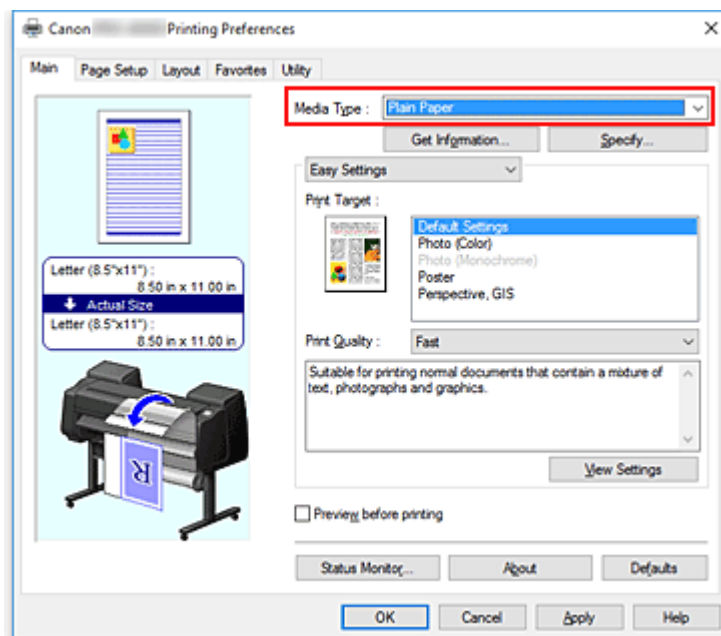 Canon Printing Preferences
Main Page Setup Layout Favorites Utility
Media Type : Plain Paper
Get Information... Specify...
Easy Settings
Print Target :
Default Settings
Photo (Color)
Photo (Monochrome)
Poster
Perspective, GIS
Letter (8.5"x11") :
8.50 in x 11.00 in
Actual Size
Letter (8.5"x11") :
8.50 in x 11.00 in
R
Print Quality : Fast
Suitable for printing normal documents that contain a mixture of
text, photographs and graphics.
View Settings
Preview before printing
Status Monitor... About Defaults
OK Cancel Apply Help